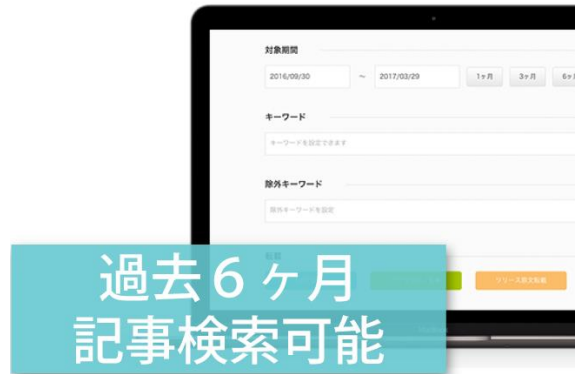 対象期間
2016/09/30 ~ 2017/03/29 1ヶ月 3ヶ月 6ヶ月
キーワード
キーワードを設定できます
除外キーワード
除外キーワードを設定
過去6ヶ月
記事検索可能